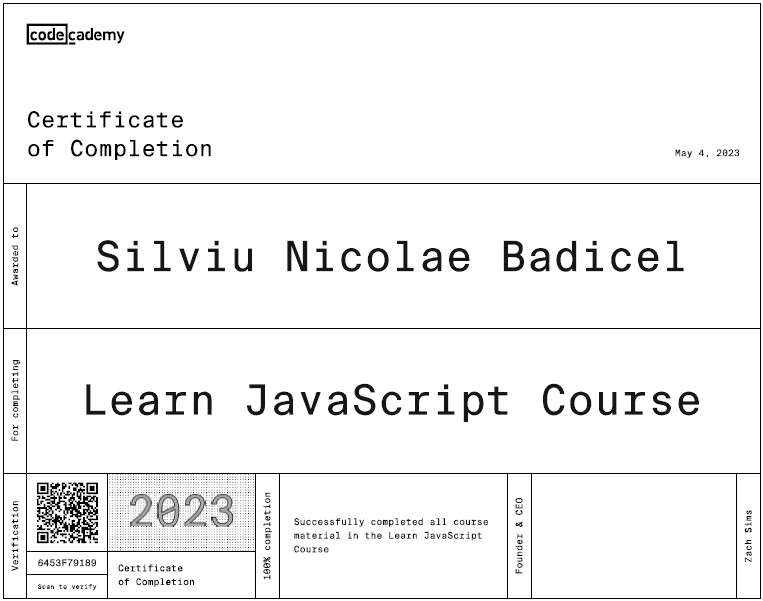 codecademy
Certificate
of Completion
May 4, 2023
Awarded to
Silviu Nicolae Badicel
For completing
Learn JavaScript Course
Verification
6453F79189
Scan to verify
2023
Certificate
of Completion
100% completion
Successfully completed all course
material in the Learn JavaScript
Course
Founder & CEO
Zach Sims